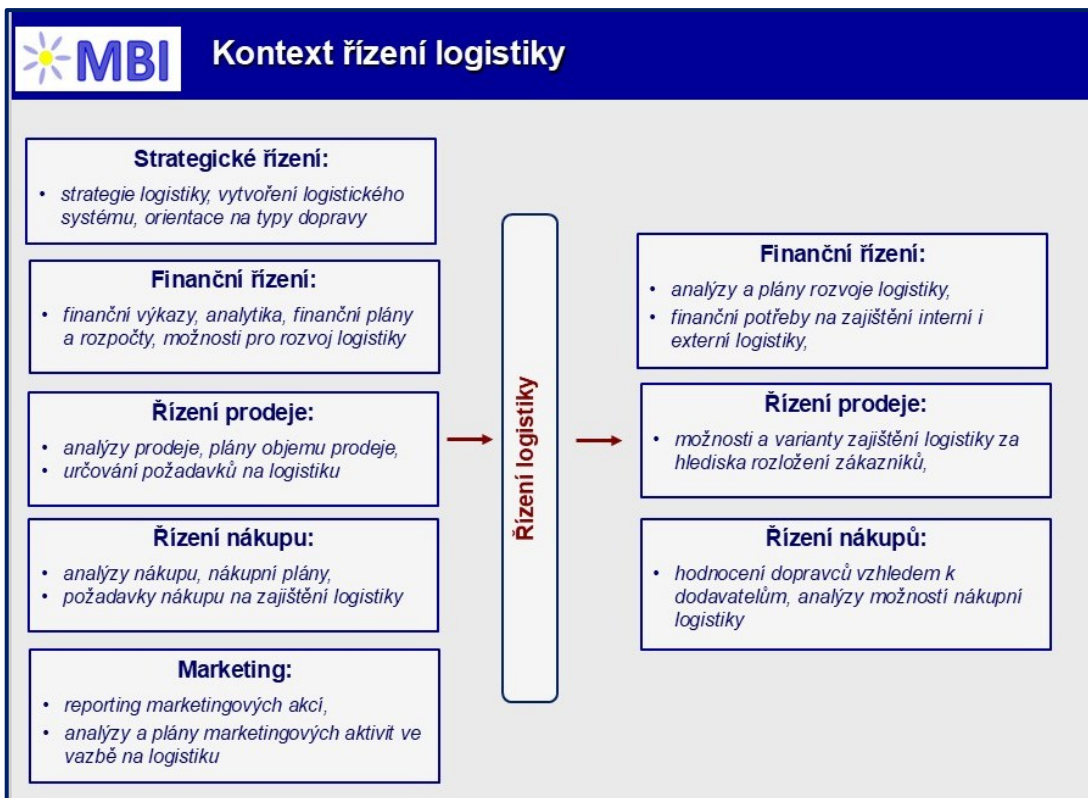 MBI
Kontext řízení logistiky
Strategické řízení:
• strategie logistiky, vytvoření logistického
systému, orientace na typy dopravy
Finanční řízení:
• finanční výkazy, analytika, finanční plány
a rozpočty, možnosti pro rozvoj logistiky
Řízení prodeje:
• analýzy prodeje, plány objemu prodeje,
• určování požadavků na logistiku
Řízení nákupu:
• analýzy nákupu, nákupní plány,
• požadavky nákupu na zajištění logistiky
Marketing:
• reporting marketingových akcí,
• analýzy a plány marketingových aktivit ve
vazbě na logistiku
Řízení logistiky
Finanční řízení:
• analýzy a plány rozvoje logistiky,
• finanční potřeby na zajištění interní i
externí logistiky,
Řízení prodeje:
• možnosti a varianty zajištění logistiky za
hlediska rozložení zákazníků,
Řízení nákupů:
• hodnocení dopravců vzhledem k
dodavatelům, analýzy možností nákupní
logistiky